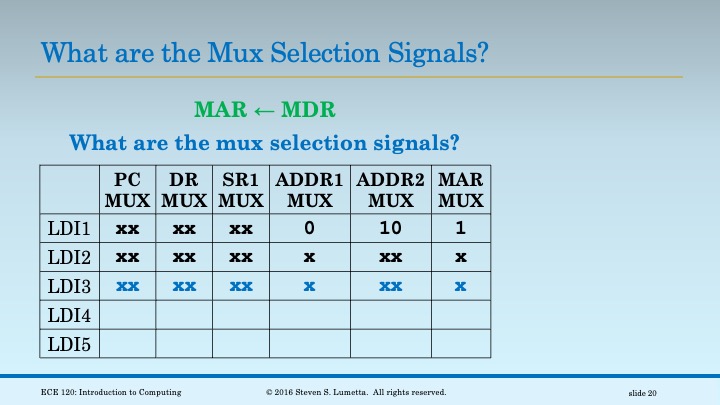 What are the Mux Selection Signals?
MAR ← MDR
What are the mux selection signals?
PC MUX DR MUX SR1 MUX ADDR1 MUX ADDR2 MUX MAR MUX
LDI1 xx xx xx 0 10 1
LDI2 xx xx xx x xx x
LDI3 xx xx xx x xx x
LDI4
LDI5
ECE 120: Introduction to Computing © 2016 Steven S. Lumetta. All rights reserved. slide 20